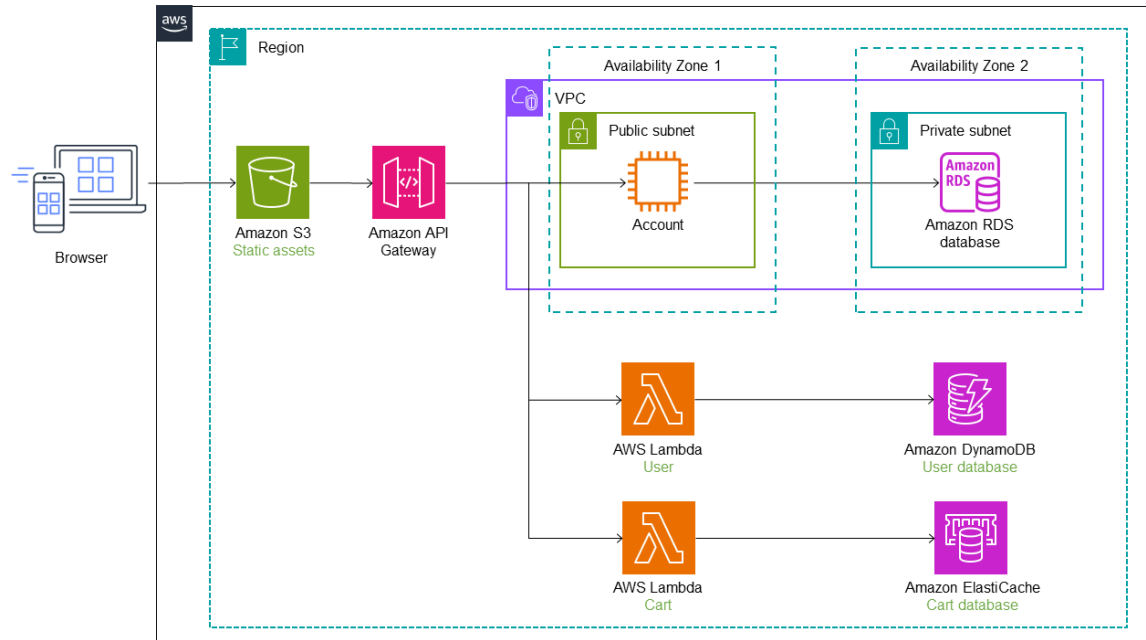 aws
Region
Availability Zone 1
Availability Zone 2
VPC
Public subnet
Private subnet
Amazon
RDS
</>
Amazon S3
Static assets
Amazon API
Gateway
Account
Amazon RDS
database
Browser
AWS Lambda
User
Amazon DynamoDB
User database
AWS Lambda
Cart
Amazon ElastiCache
Cart database